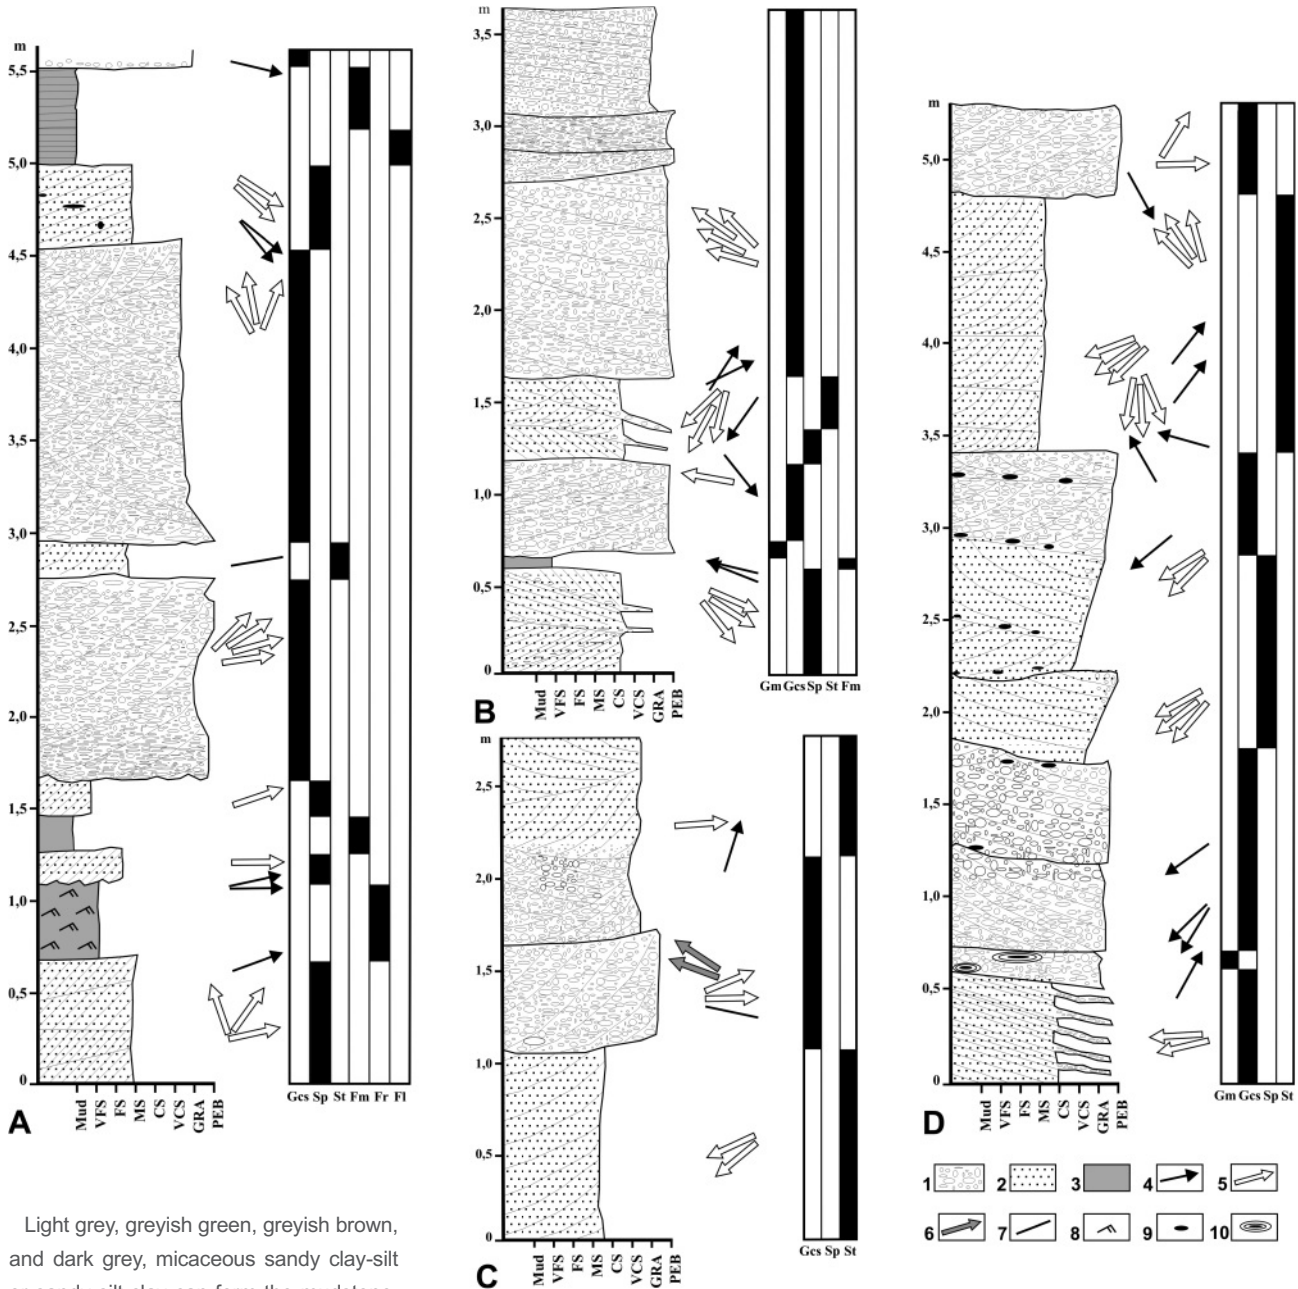 m
5,5
5,0
4,5
4,0
3,5
3,0
2,5
2,0
1,5
1,0
0,5
0
Mud VFS FS MS CS VCS GRA PEB
Gcs Sp St Fm Fr Fl
A
m
3,5
3,0
2,5
2,0
1,5
1,0
0,5
0
Mud VFS FS MS CS VCS GRA PEB
Gm Gcs Sp St Fm
B
m
2,5
2,0
1,5
1,0
0,5
0
Mud VFS FS MS CS VCS GRA PEB
Gcs Sp St
C
m
5,0
4,5
4,0
3,5
3,0
2,5
2,0
1,5
1,0
0,5
0
Mud VFS FS MS CS VCS GRA PEB
Gm Gcs Sp St
D
1 2 3 4 5
6 7 8 9 10
Light grey, greyish green, greyish brown,
and dark grey, micaceous sandy clay-silt